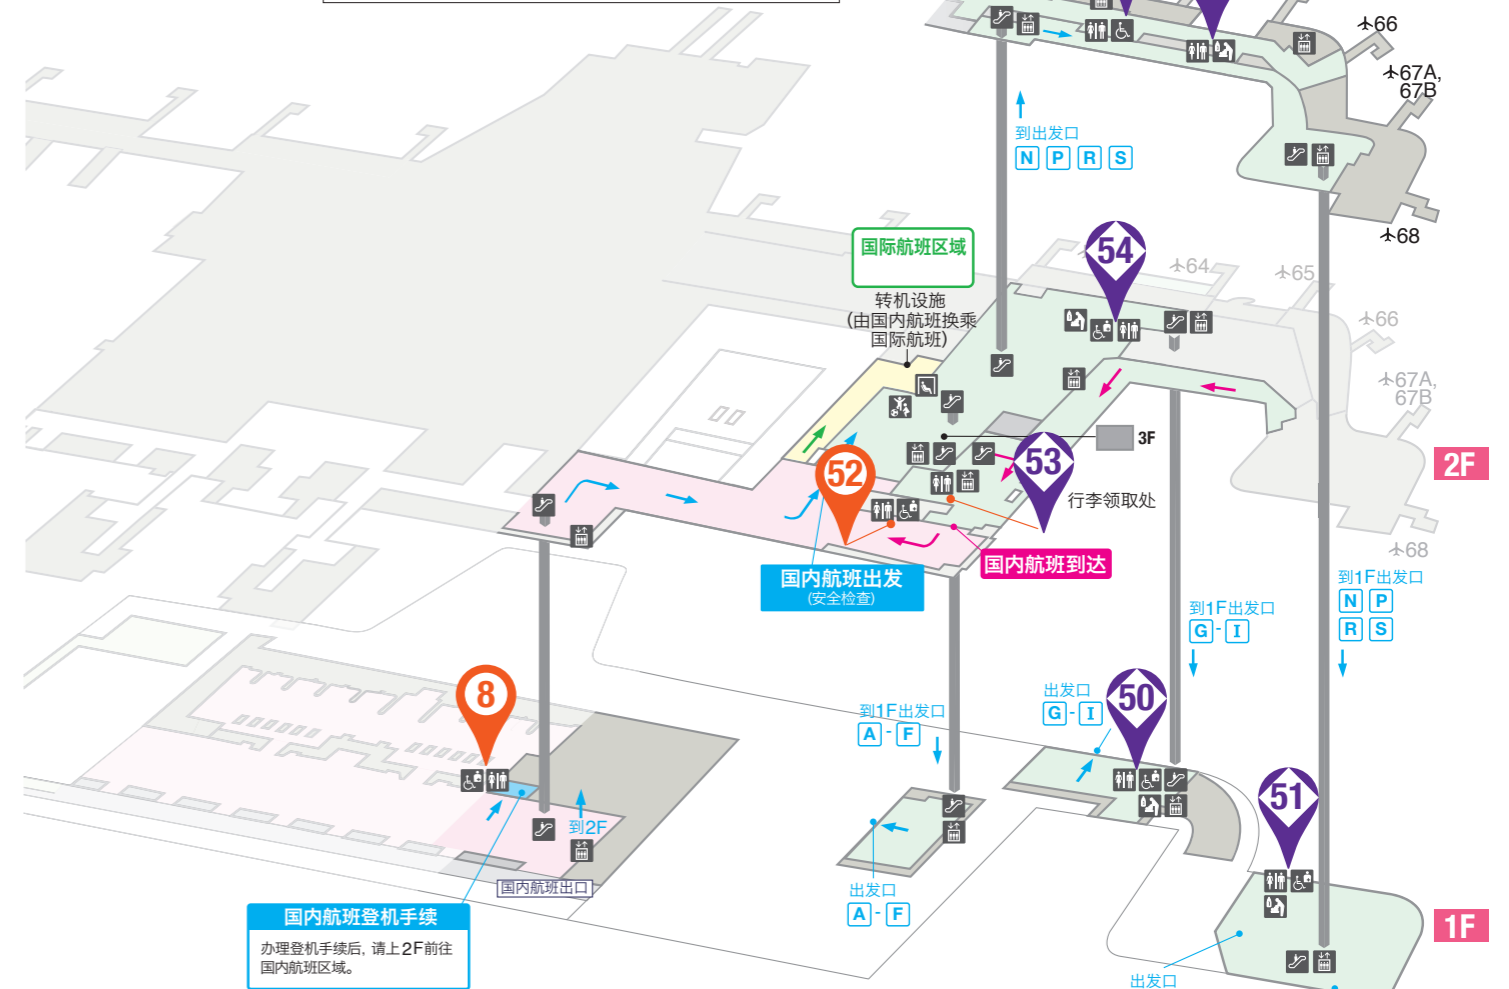 66
67A,
67B
到出发口
N P R S
68
国际航班区域
54
64
65
转机设施
(由国内航班换乘
国际航班)
66
67A,
67B
3F
2F
52
53
行李领取处
68
国内航班到达
国内航班出发
(安全检查)
到1F出发口
N P
R S
到1F出发口
G - I
8
出发口
G - I
50
到1F出发口
A - F
51
到2F
国内航班出口
出发口
A - F
国内航班登机手续
办理登机手续后, 请上2F前往
国内航班区域。
1F
出发口